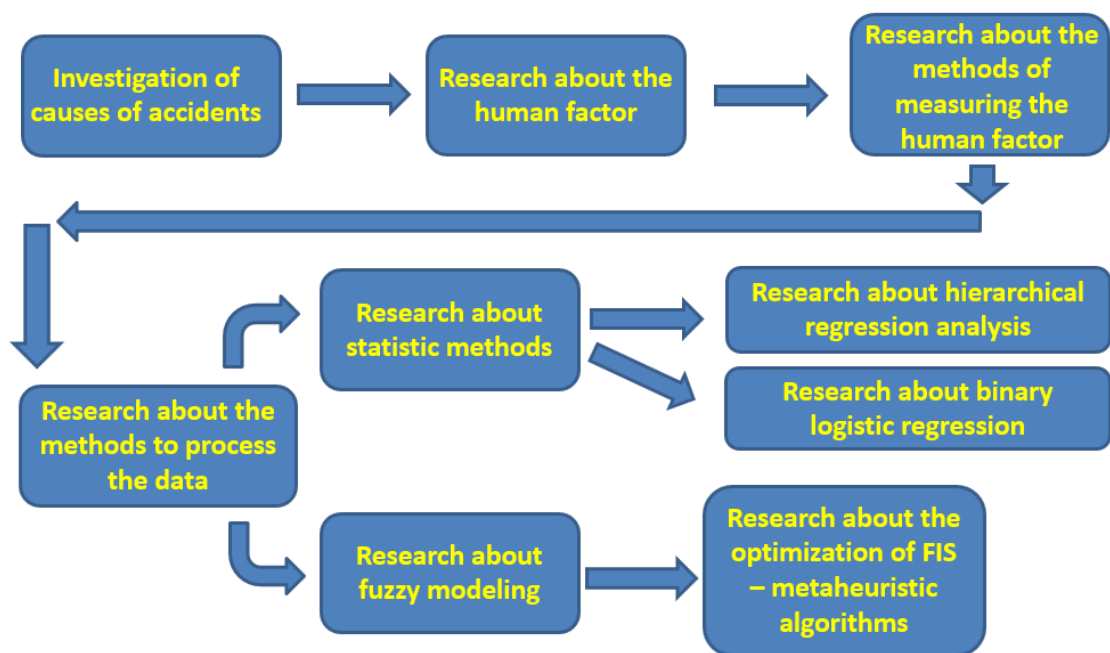 Investigation of
causes of accidents
Research about the
human factor
Research about the
methods of
measuring the
human factor
Research about the
methods to process
the data
Research about
statistic methods
Research about hierarchical
regression analysis
Research about binary
logistic regression
Research about
fuzzy modeling
Research about the
optimization of FIS
– metaheuristic
algorithms